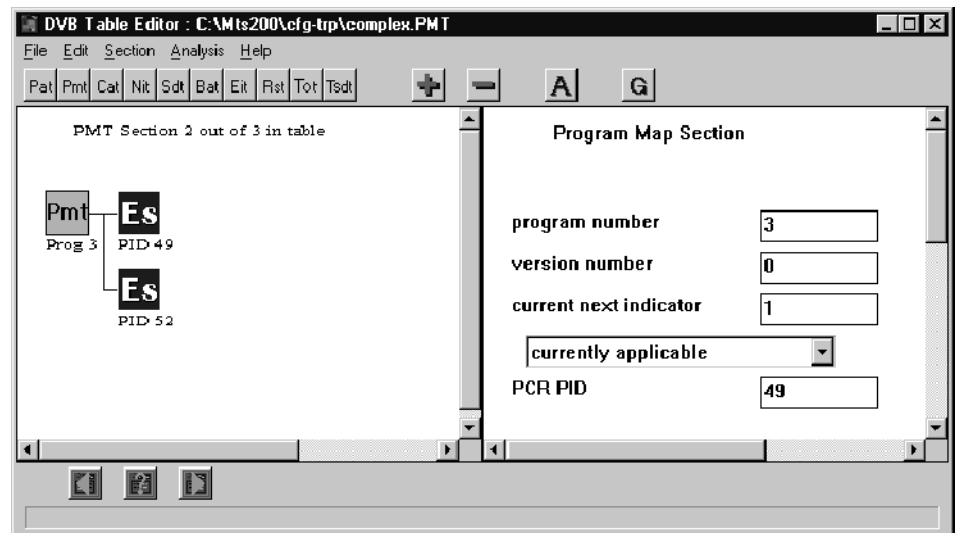 DVB Table Editor : C:\Mts200\cfg-trp\complex.PMT
File Edit Section Analysis Help
Pat Pmt Cat Nit Sdt Bat Eit Rst Tot Tsdt A G
PMT Section 2 out of 3 in table
Pmt Es
Prog 3 PID 49
Es
PID 52
Program Map Section
program number 3
version number 0
current next indicator 1
currently applicable
PCR PID 49